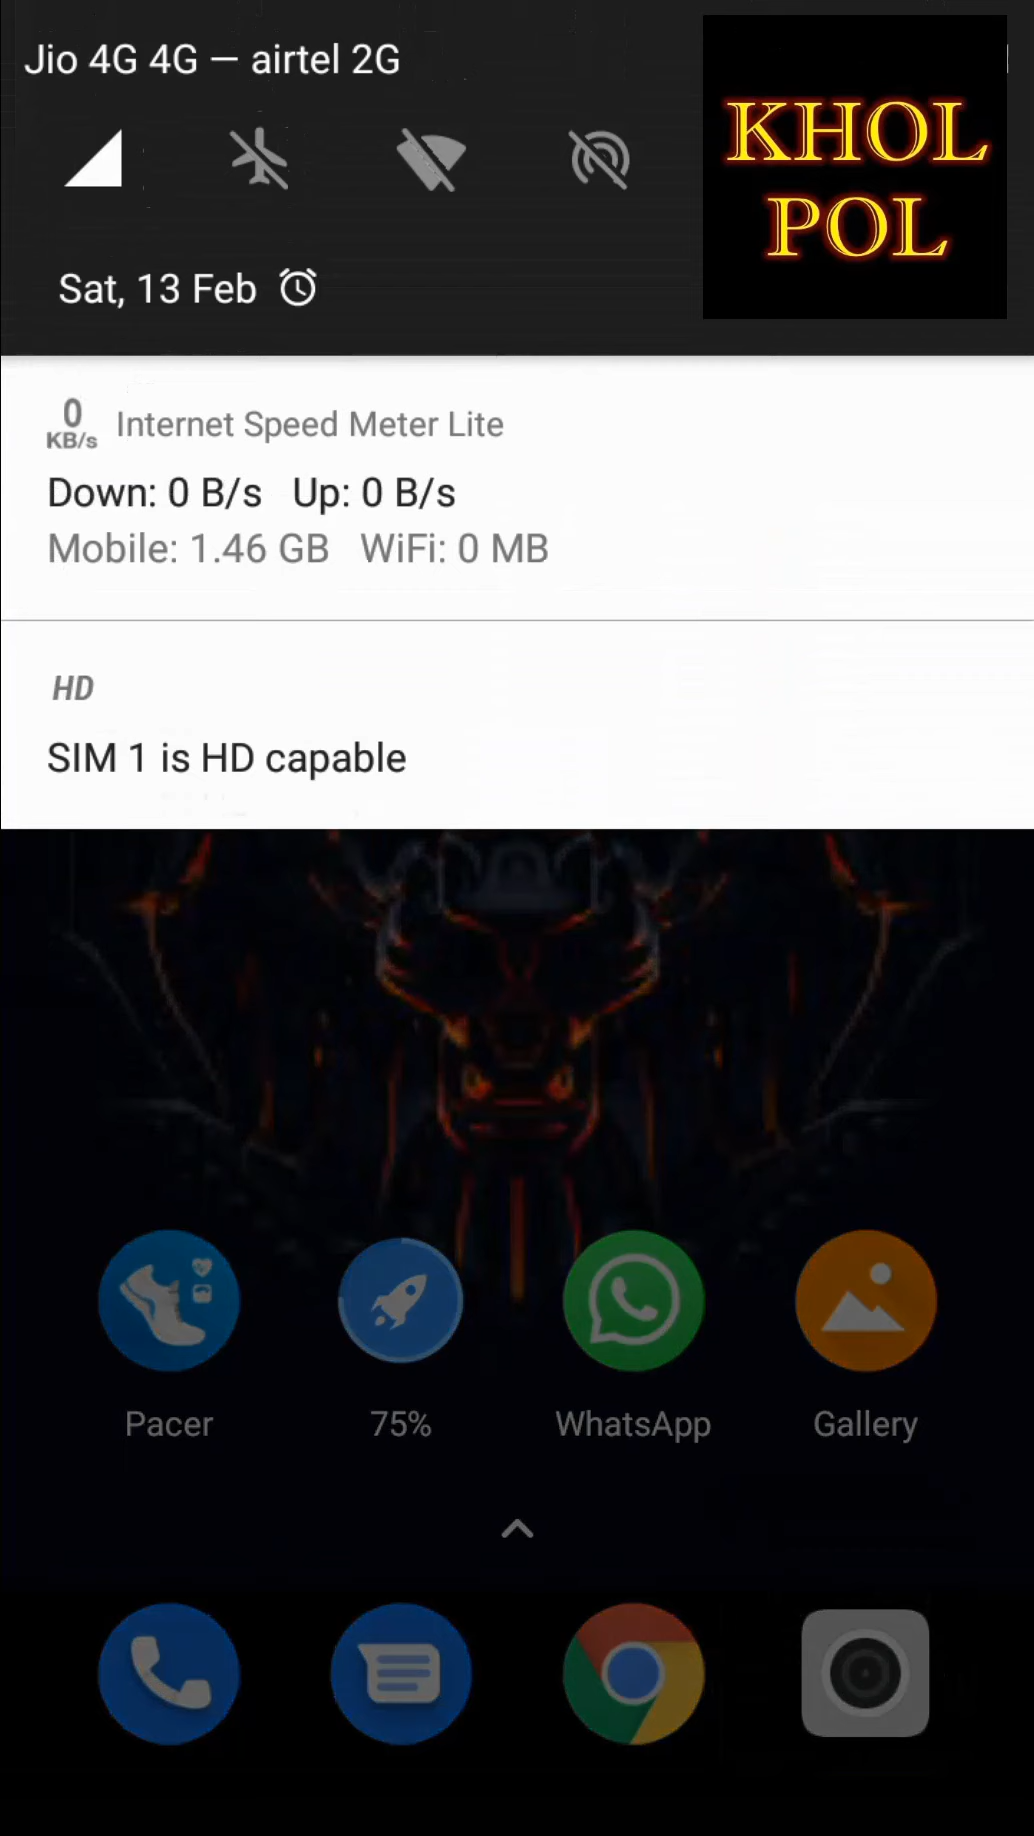 Jio 4G 4G — airtel 2G
KHOL
POL
Sat, 13 Feb
0
KB/s
Internet Speed Meter Lite
Down: 0 B/s Up: 0 B/s
Mobile: 1.46 GB WiFi: 0 MB
HD
SIM 1 is HD capable
Pacer
75%
WhatsApp
Gallery